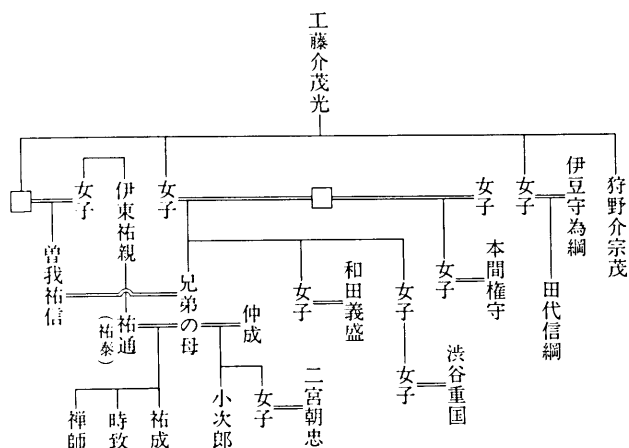 工藤介茂光
狩野介宗茂
伊豆守為綱
女子
田代信綱
女子
本間権守
女子
女子
伊東祐親
女子
曽我祐信
女子
渋谷重国
女子
和田義盛
女子
兄弟の母
仲成
祐通
(祐泰)
二宮朝忠
女子
小次郎
祐成
時致
禅師